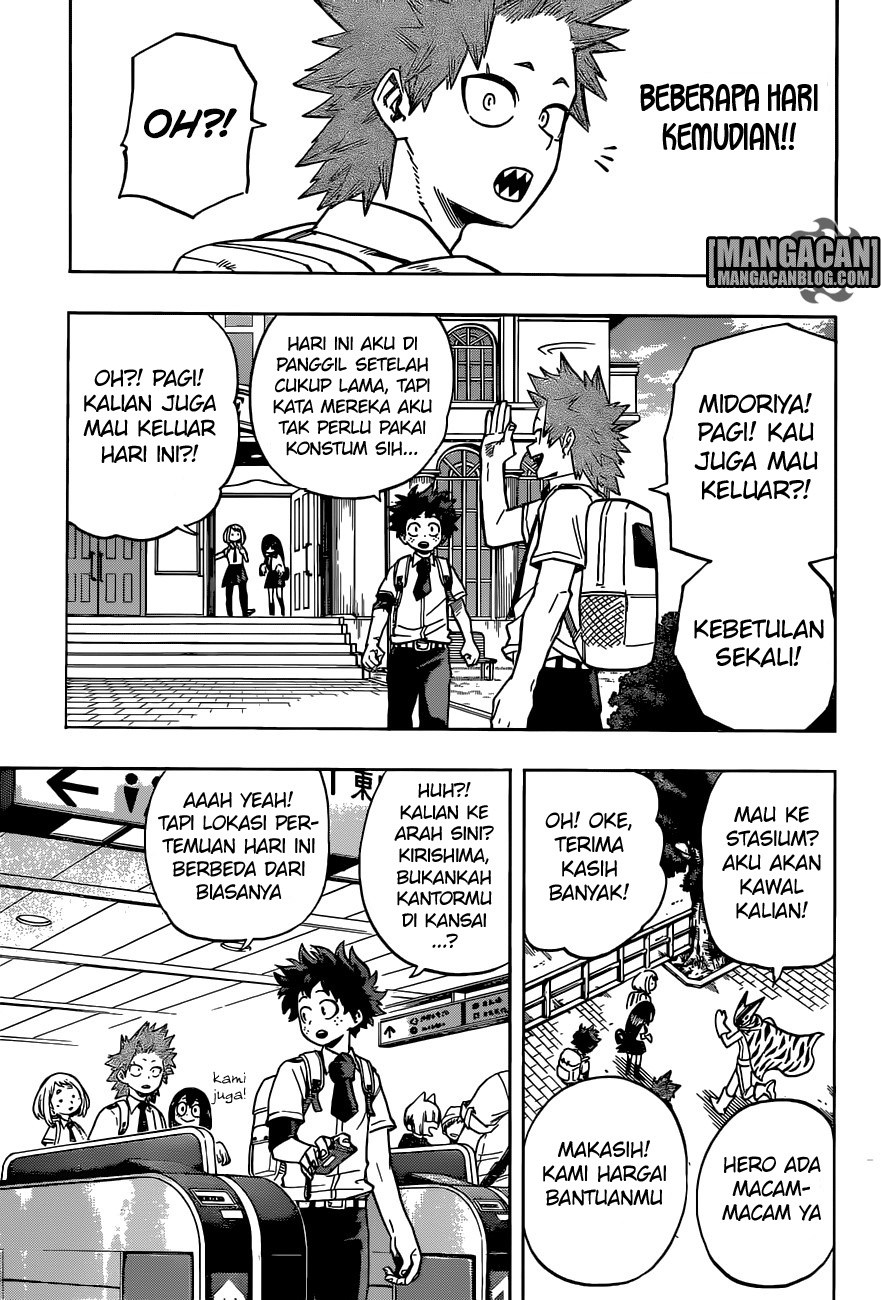 BEBERAPA HARI
KEMUDIAN!!
OH?!
[MANGACAN]
MANGACANBLOG.COM
MIDORIYA!
PAGI! KAU
JUGA MAU
KELUAR?!
KEBETULAN
SEKALI!
HARI INI AKU DI
PANGGIL SETELAH
CUKUP LAMA, TAPI
KATA MEREKA AKU
TAK PERLU PAKAI
KONSTUM SIH...
OH?! PAGI!
KALIAN JUGA
MAU KELUAR
HARI INI?!
MAU KE
STASIUM?
AKU AKAN
KAWAL
KALIAN!
OH! OKE,
TERIMA
KASIH
BANYAK!
HERO ADA
MACAM-
MACAM YA
MAKASIH!
KAMI HARGAI
BANTUANMU
HUH?!
KALIAN KE
ARAH SINI?
KIRISHIMA,
BUKANKAH
KANTORMU
DI KANSAI
...?
AAAH YEAH!
TAPI LOKASI PER-
TEMUAN HARI INI
BERBEDA DARI
BIASANYA
東
kami
juga!